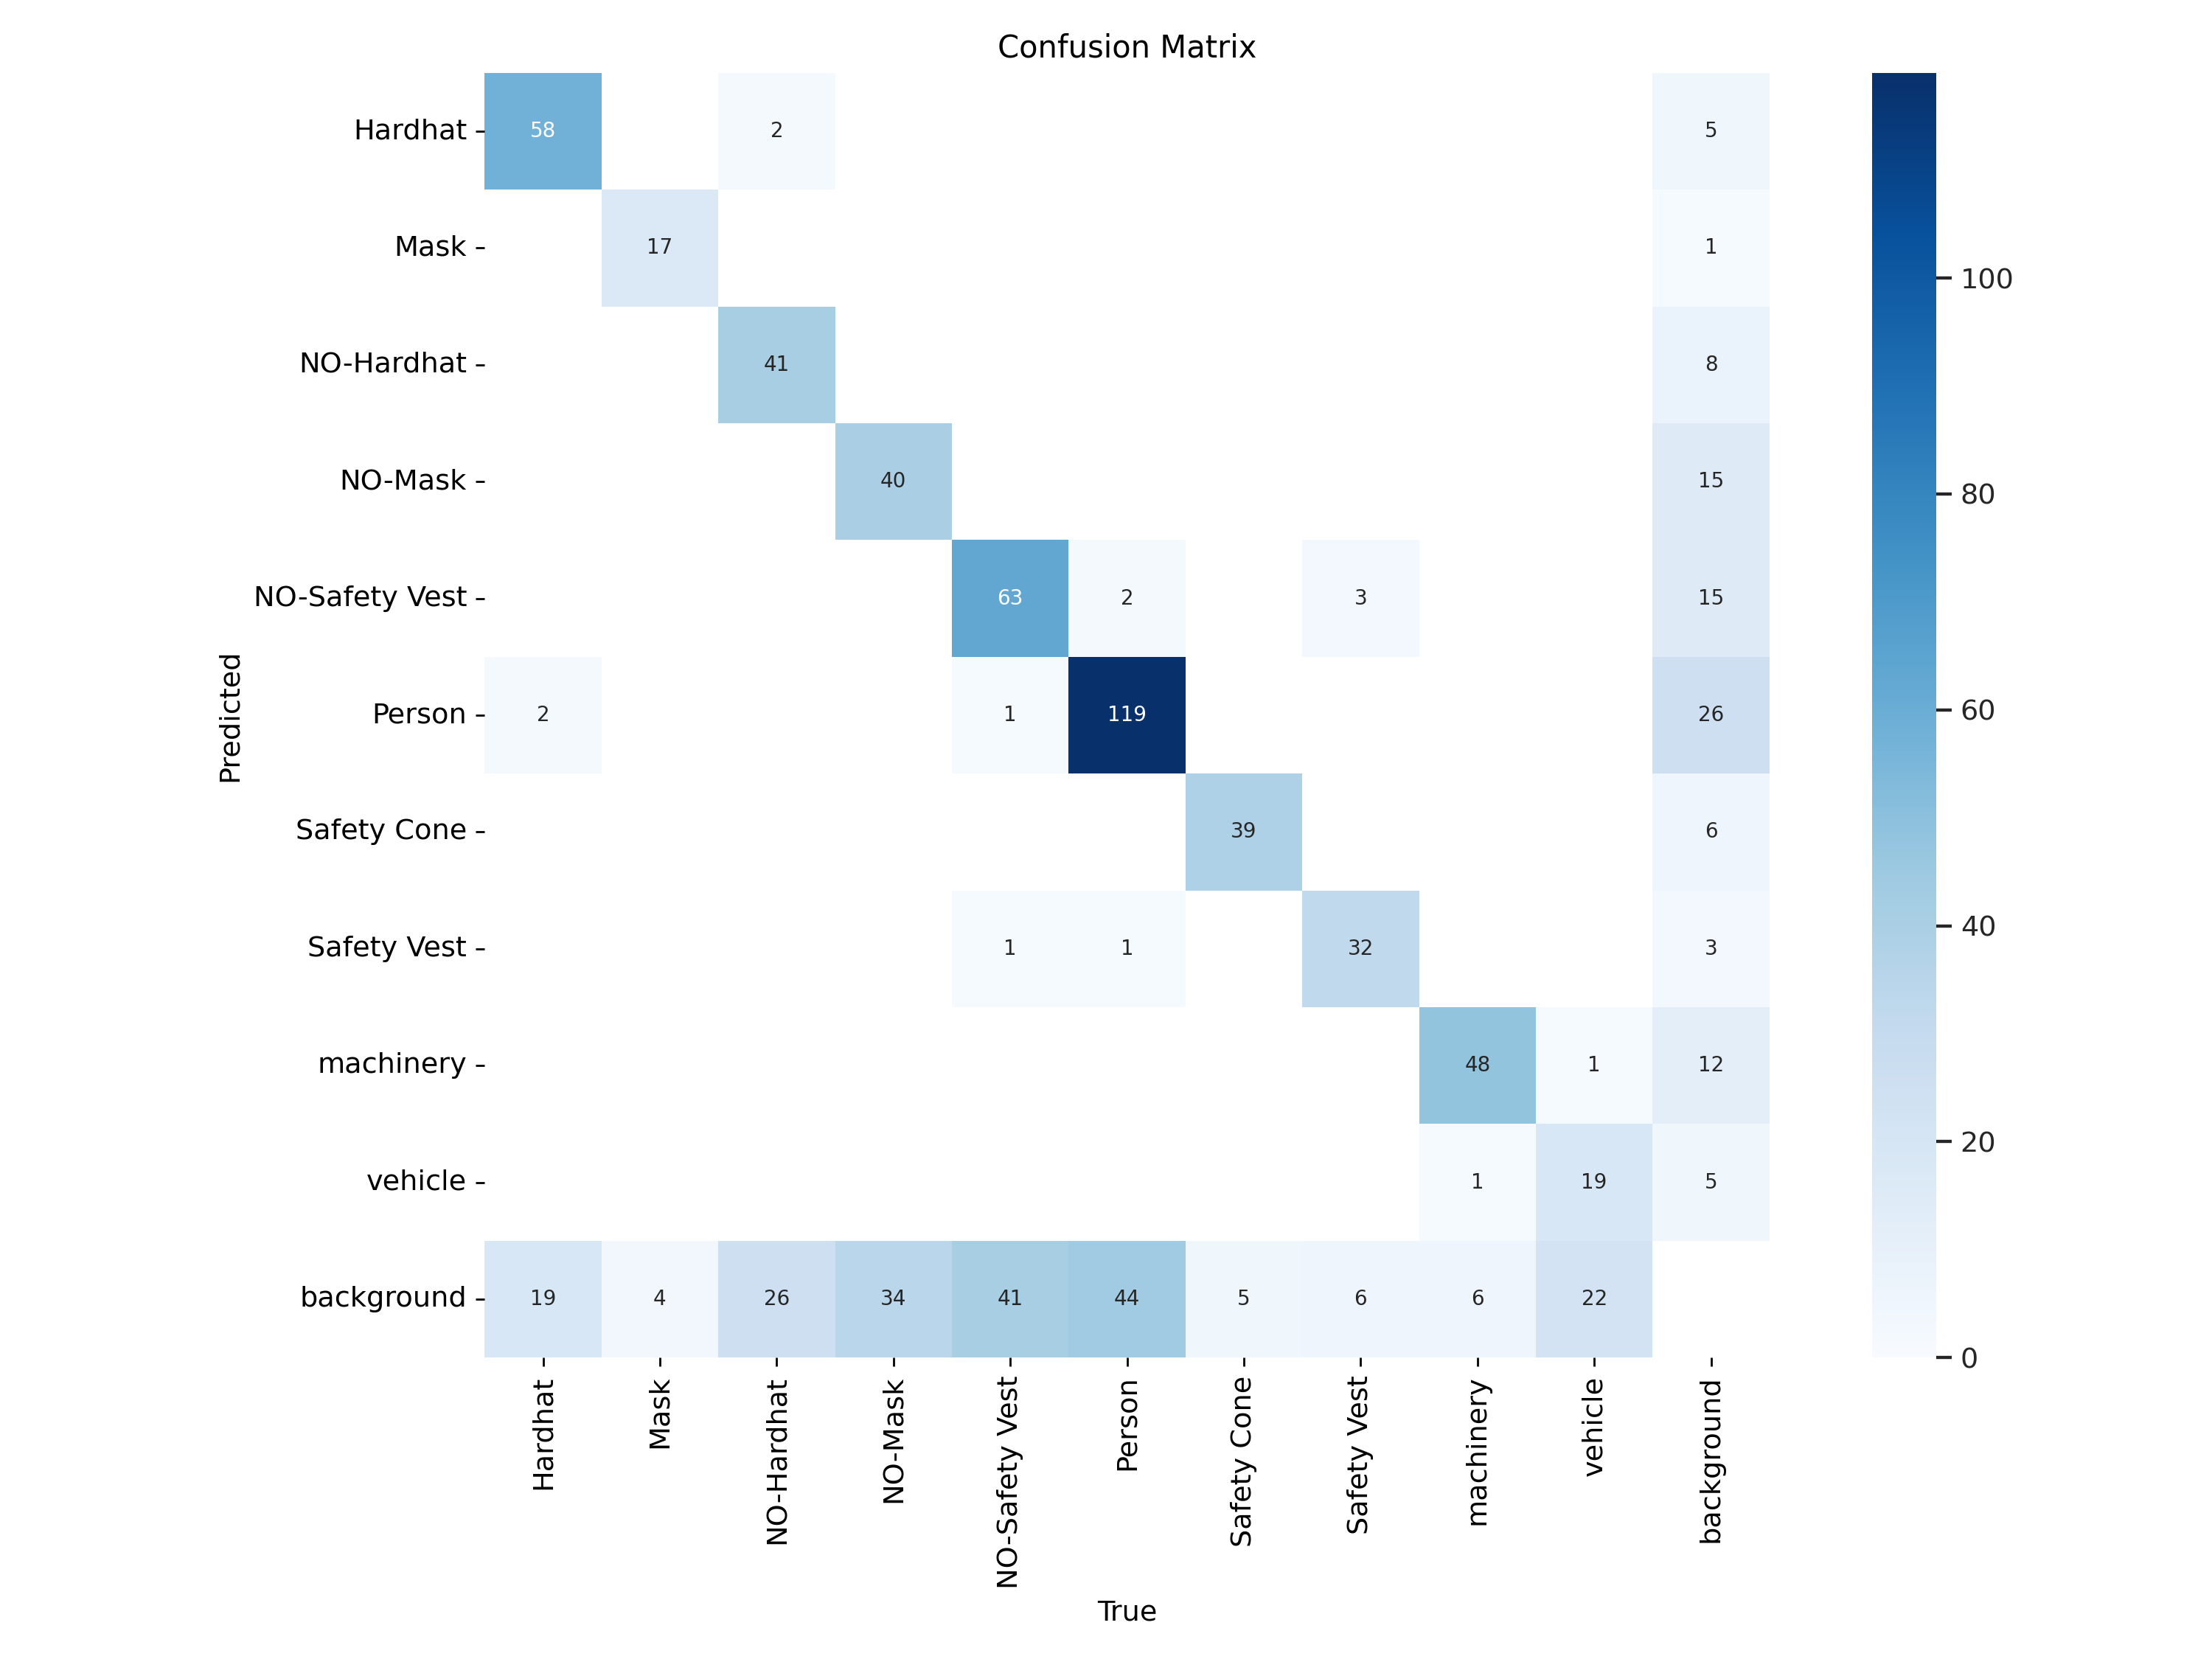 Confusion Matrix
Hardhat 58 2 5
Mask 17 1
NO-Hardhat 41 8
NO-Mask 40 15
NO-Safety Vest 63 2 3 15
Person 2 1 119 26
Safety Cone 39 6
Safety Vest 1 1 32 3
machinery 48 1 12
vehicle 1 19 5
background 19 4 26 34 41 44 5 6 6 22
Predicted
Hardhat
Mask
NO-Hardhat
NO-Mask
NO-Safety Vest
Person
Safety Cone
Safety Vest
machinery
vehicle
background
True
100
80
60
40
20
0